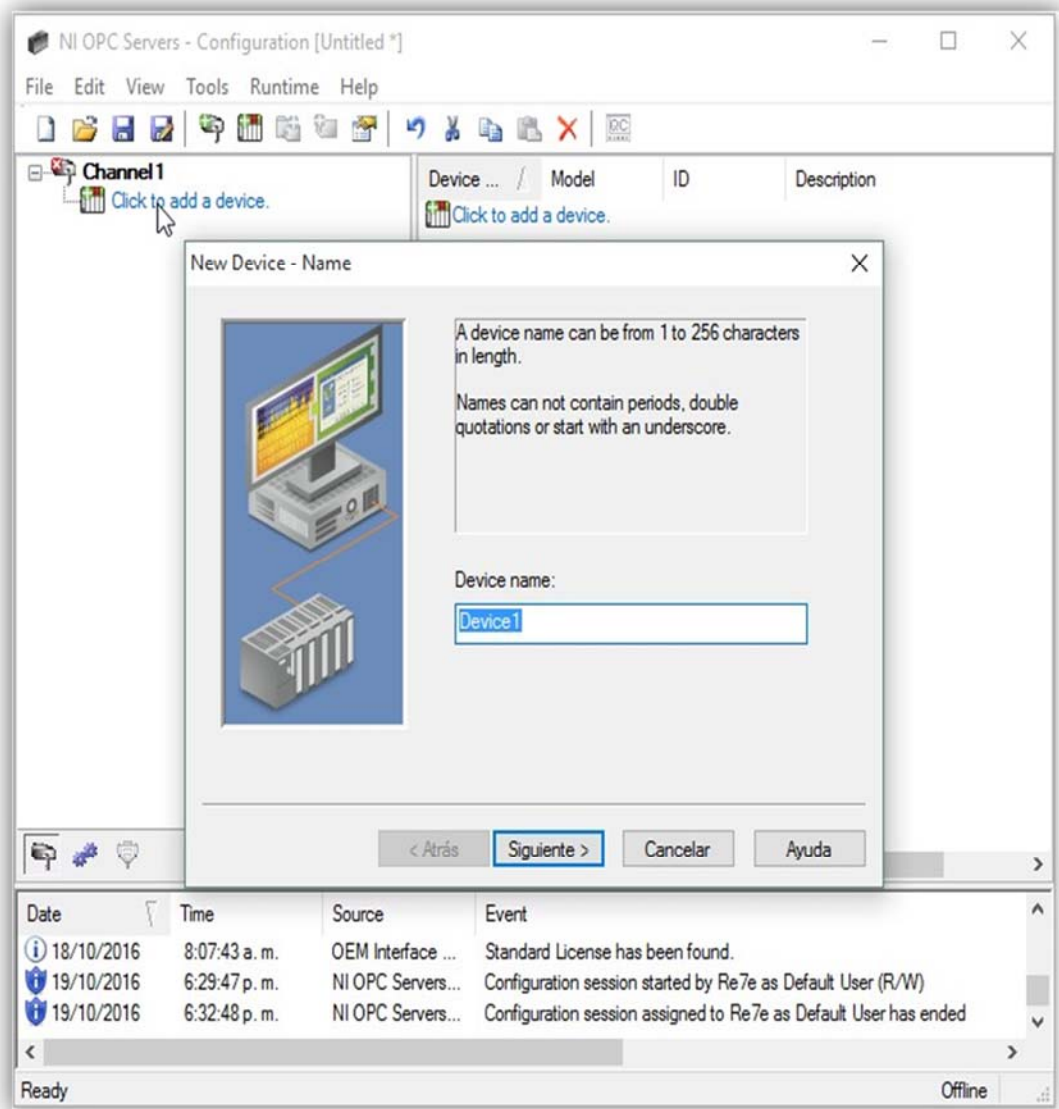 NI OPC Servers - Configuration [Untitled *]
File Edit View Tools Runtime Help
Channel1
Click to add a device.
Device ... Model ID Description
Click to add a device.
New Device - Name
A device name can be from 1 to 256 characters
in length.
Names can not contain periods, double
quotations or start with an underscore.
Device name:
Device1
< Atrás Siguiente > Cancelar Ayuda
Date Time Source Event
18/10/2016 8:07:43 a. m. OEM Interface ... Standard License has been found.
19/10/2016 6:29:47 p. m. NI OPC Servers... Configuration session started by Re7e as Default User (R/W)
19/10/2016 6:32:48 p. m. NI OPC Servers... Configuration session assigned to Re7e as Default User has ended
Ready Offline